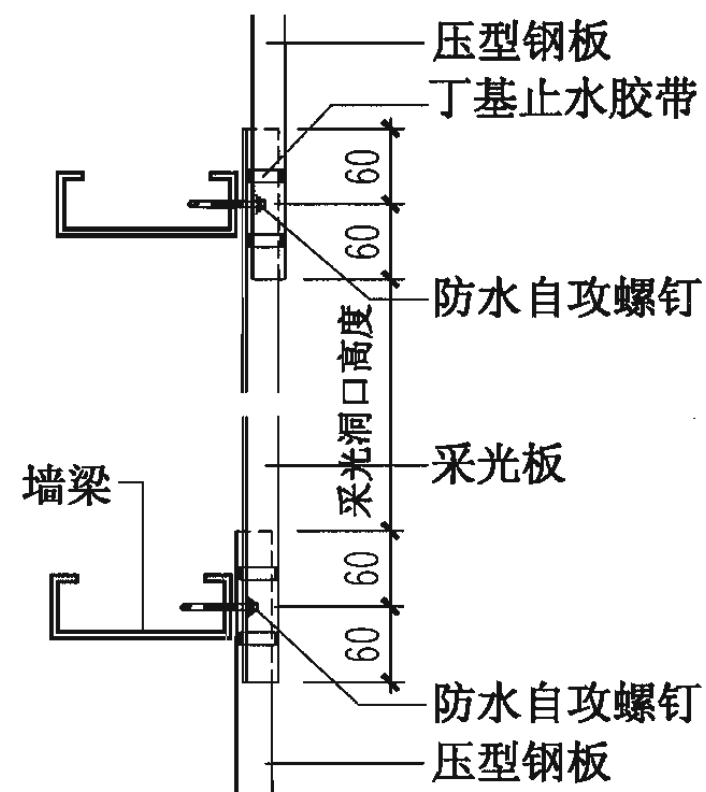 压型钢板
丁基止水胶带
60
60
防水自攻螺钉
采光洞口高度
采光板
墙梁
60
60
防水自攻螺钉
压型钢板